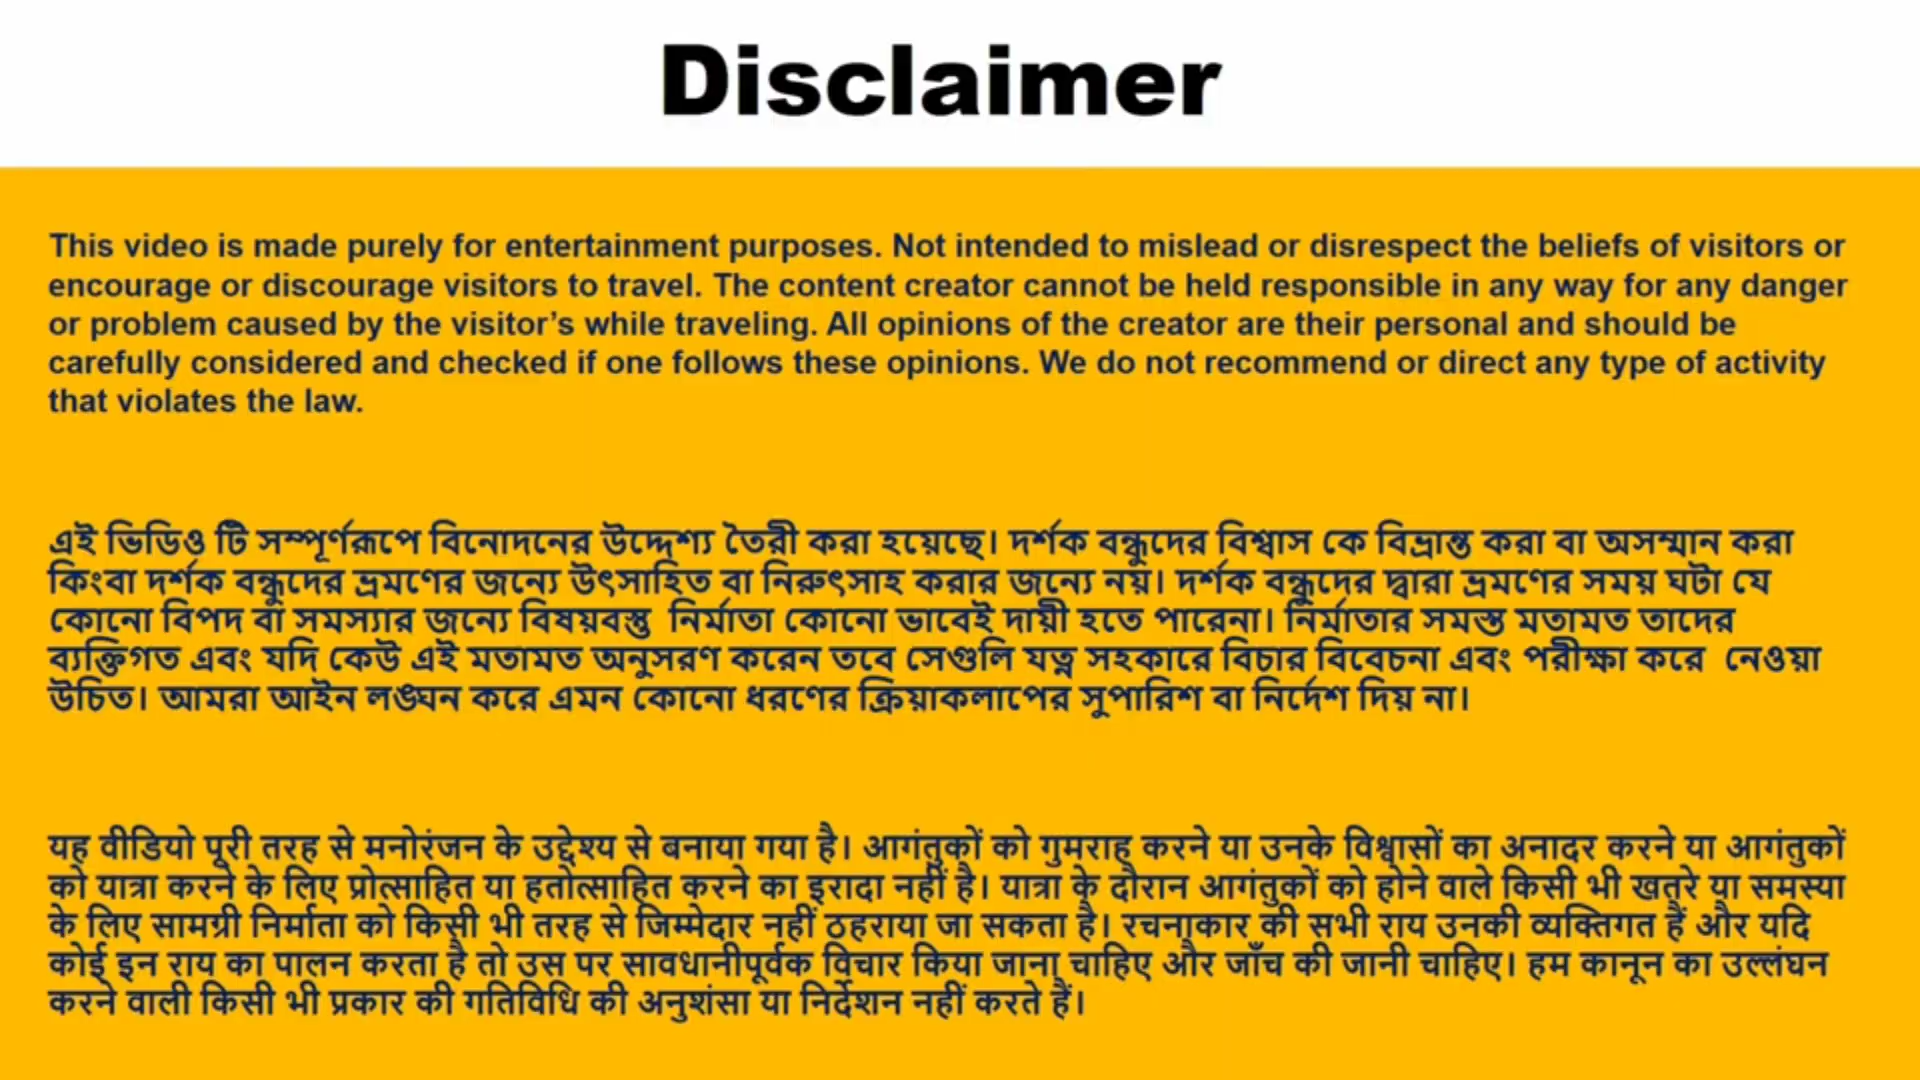 Disclaimer
This video is made purely for entertainment purposes. Not intended to mislead or disrespect the beliefs of visitors or
encourage or discourage visitors to travel. The content creator cannot be held responsible in any way for any danger
or problem caused by the visitor’s while traveling. All opinions of the creator are their personal and should be
carefully considered and checked if one follows these opinions. We do not recommend or direct any type of activity
that violates the law.
এই ভিডিও টি সম্পূর্ণরূপে বিনোদনের উদ্দেশ্য তৈরী করা হয়েছে। দর্শক বন্ধুদের বিশ্বাস কে বিভ্রান্ত করা বা অসম্মান করা
কিংবা দর্শক বন্ধুদের ভ্রমণের জন্যে উৎসাহিত বা নিরুৎসাহ করার জন্যে নয়। দর্শক বন্ধুদের দ্বারা ভ্রমণের সময় ঘটা যে
কোনো বিপদ বা সমস্যার জন্যে বিষয়বস্তু নির্মাতা কোনো ভাবেই দায়ী হতে পারেনা। নির্মাতার সমস্ত মতামত তাদের
ব্যক্তিগত এবং যদি কেউ এই মতামত অনুসরণ করেন তবে সেগুলি যত্ন সহকারে বিচার বিবেচনা এবং পরীক্ষা করে নেওয়া
উচিত। আমরা আইন লঙ্ঘন করে এমন কোনো ধরণের ক্রিয়াকলাপের সুপারিশ বা নির্দেশ দিয় না।
यह वीडियो पूरी तरह से मनोरंजन के उद्देश्य से बनाया गया है। आगंतुकों को गुमराह करने या उनके विश्वासों का अनादर करने या आगंतुकों
को यात्रा करने के लिए प्रोत्साहित या हतोत्साहित करने का इरादा नहीं है। यात्रा के दौरान आगंतुकों को होने वाले किसी भी खतरे या समस्या
के लिए सामग्री निर्माता को किसी भी तरह से जिम्मेदार नहीं ठहराया जा सकता है। रचनाकार की सभी राय उनकी व्यक्तिगत हैं और यदि
कोई इन राय का पालन करता है तो उस पर सावधानीपूर्वक विचार किया जाना चाहिए और जाँच की जानी चाहिए। हम कानून का उल्लंघन
करने वाली किसी भी प्रकार की गतिविधि की अनुशंसा या निर्देशन नहीं करते हैं।